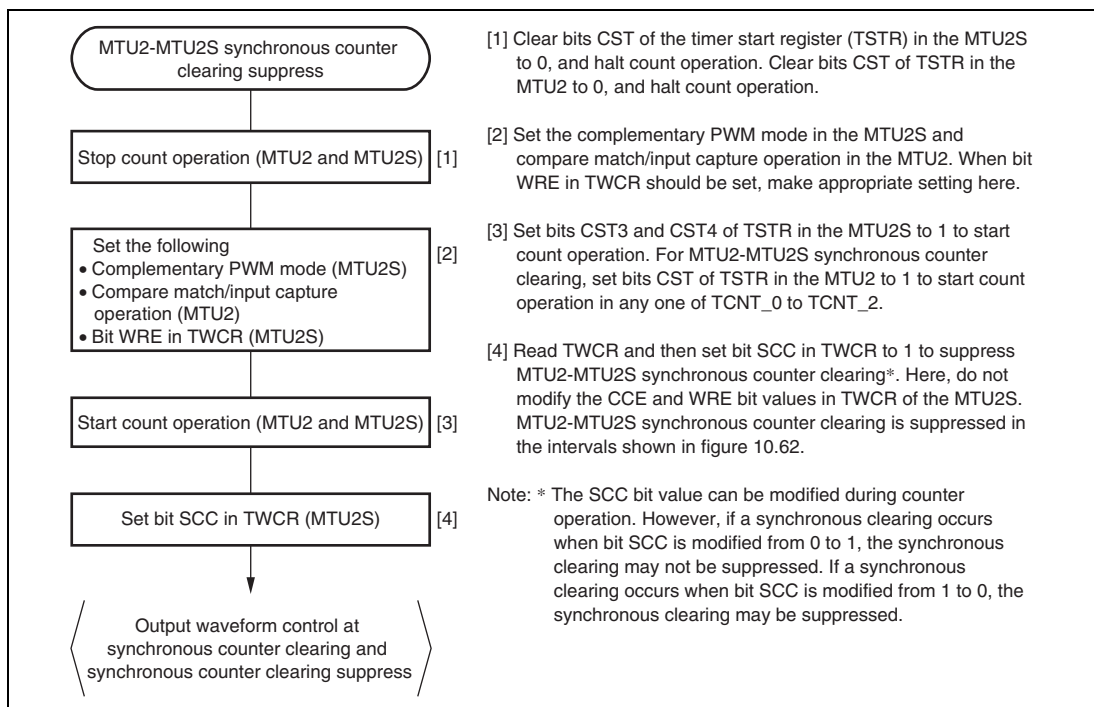 MTU2-MTU2S synchronous counter
clearing suppress
Stop count operation (MTU2 and MTU2S)
[1]
Set the following
• Complementary PWM mode (MTU2S)
• Compare match/input capture
operation (MTU2)
• Bit WRE in TWCR (MTU2S)
[2]
Start count operation (MTU2 and MTU2S)
[3]
Set bit SCC in TWCR (MTU2S)
[4]
Output waveform control at
synchronous counter clearing and
synchronous counter clearing suppress
[1] Clear bits CST of the timer start register (TSTR) in the MTU2S
to 0, and halt count operation. Clear bits CST of TSTR in the
MTU2 to 0, and halt count operation.
[2] Set the complementary PWM mode in the MTU2S and
compare match/input capture operation in the MTU2. When bit
WRE in TWCR should be set, make appropriate setting here.
[3] Set bits CST3 and CST4 of TSTR in the MTU2S to 1 to start
count operation. For MTU2-MTU2S synchronous counter
clearing, set bits CST of TSTR in the MTU2 to 1 to start count
operation in any one of TCNT_0 to TCNT_2.
[4] Read TWCR and then set bit SCC in TWCR to 1 to suppress
MTU2-MTU2S synchronous counter clearing*. Here, do not
modify the CCE and WRE bit values in TWCR of the MTU2S.
MTU2-MTU2S synchronous counter clearing is suppressed in
the intervals shown in figure 10.62.
Note: * The SCC bit value can be modified during counter
operation. However, if a synchronous clearing occurs
when bit SCC is modified from 0 to 1, the synchronous
clearing may not be suppressed. If a synchronous
clearing occurs when bit SCC is modified from 1 to 0, the
synchronous clearing may be suppressed.